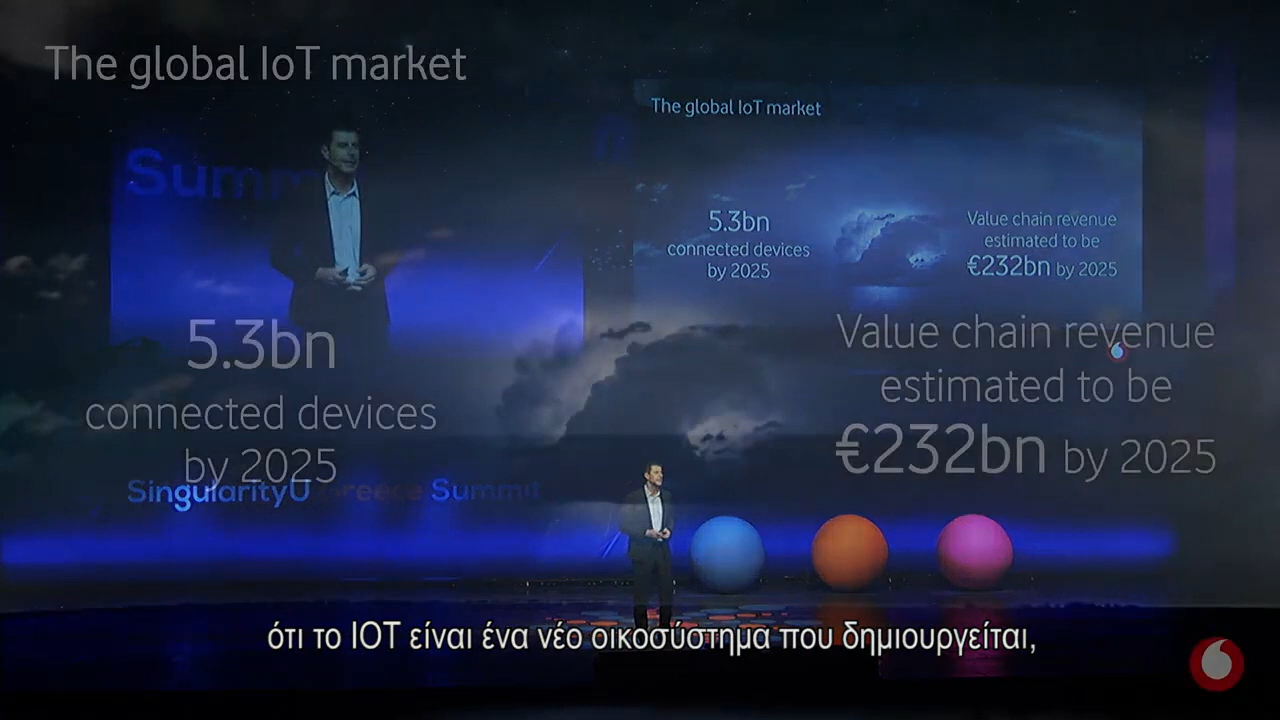 The global IoT market
The global IoT market
Summ
5.3bn
connected devices
by 2025
Value chain revenue
estimated to be
€232bn by 2025
5.3bn
connected devices
by 2025
Value chain revenue
estimated to be
€232bn by 2025
SingularityU Greece Summit
ότι το IOT είναι ένα νέο οικοσύστημα που δημιουργείται,